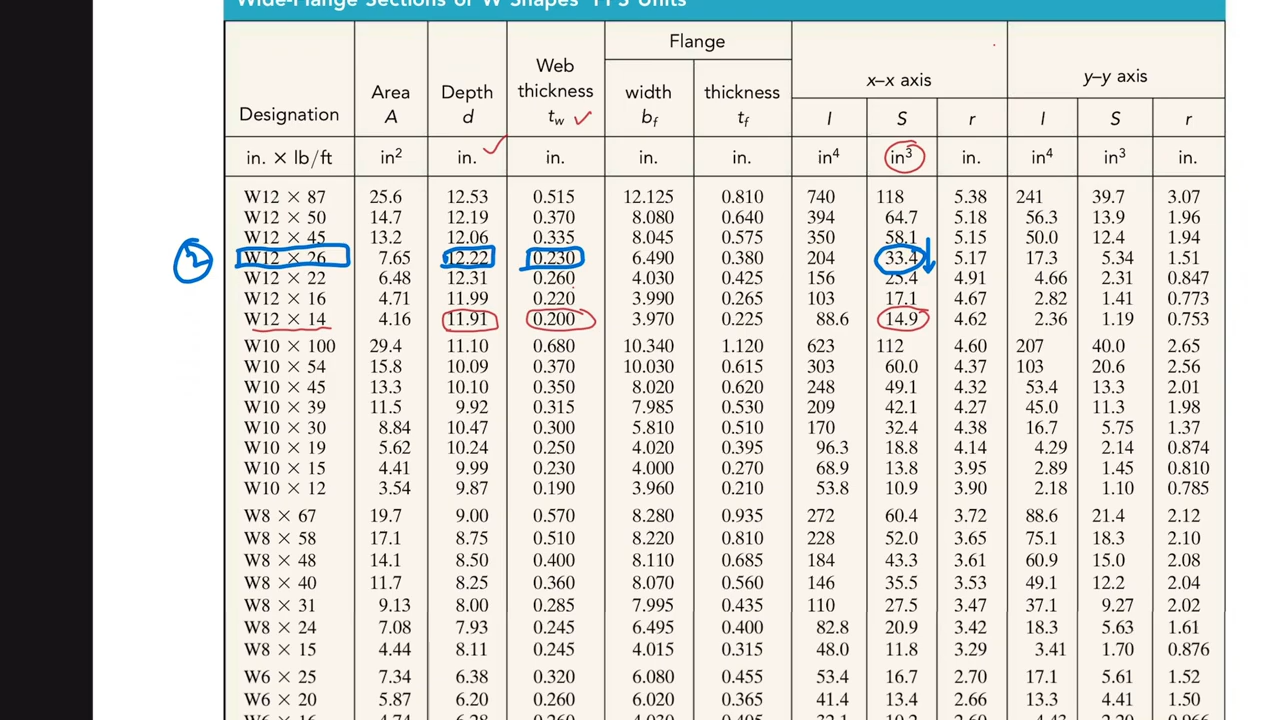 Wide-Flange Sections or W Shapes FPS Units
Flange
Web
x–x axis y–y axis
Area Depth thickness width thickness
Designation A d tw bf tf I S r I S r
in. × lb/ft in² in. in. in. in. in⁴ in³ in. in⁴ in³ in.
W12 × 87 25.6 12.53 0.515 12.125 0.810 740 118 5.38 241 39.7 3.07
W12 × 50 14.7 12.19 0.370 8.080 0.640 394 64.7 5.18 56.3 13.9 1.96
W12 × 45 13.2 12.06 0.335 8.045 0.575 350 58.1 5.15 50.0 12.4 1.94
2 W12 × 26 7.65 12.22 0.230 6.490 0.380 204 33.4 5.17 17.3 5.34 1.51
W12 × 22 6.48 12.31 0.260 4.030 0.425 156 25.4 4.91 4.66 2.31 0.847
W12 × 16 4.71 11.99 0.220 3.990 0.265 103 17.1 4.67 2.82 1.41 0.773
W12 × 14 4.16 11.91 0.200 3.970 0.225 88.6 14.9 4.62 2.36 1.19 0.753
W10 × 100 29.4 11.10 0.680 10.340 1.120 623 112 4.60 207 40.0 2.65
W10 × 54 15.8 10.09 0.370 10.030 0.615 303 60.0 4.37 103 20.6 2.56
W10 × 45 13.3 10.10 0.350 8.020 0.620 248 49.1 4.32 53.4 13.3 2.01
W10 × 39 11.5 9.92 0.315 7.985 0.530 209 42.1 4.27 45.0 11.3 1.98
W10 × 30 8.84 10.47 0.300 5.810 0.510 170 32.4 4.38 16.7 5.75 1.37
W10 × 19 5.62 10.24 0.250 4.020 0.395 96.3 18.8 4.14 4.29 2.14 0.874
W10 × 15 4.41 9.99 0.230 4.000 0.270 68.9 13.8 3.95 2.89 1.45 0.810
W10 × 12 3.54 9.87 0.190 3.960 0.210 53.8 10.9 3.90 2.18 1.10 0.785
W8 × 67 19.7 9.00 0.570 8.280 0.935 272 60.4 3.72 88.6 21.4 2.12
W8 × 58 17.1 8.75 0.510 8.220 0.810 228 52.0 3.65 75.1 18.3 2.10
W8 × 48 14.1 8.50 0.400 8.110 0.685 184 43.3 3.61 60.9 15.0 2.08
W8 × 40 11.7 8.25 0.360 8.070 0.560 146 35.5 3.53 49.1 12.2 2.04
W8 × 31 9.13 8.00 0.285 7.995 0.435 110 27.5 3.47 37.1 9.27 2.02
W8 × 24 7.08 7.93 0.245 6.495 0.400 82.8 20.9 3.42 18.3 5.63 1.61
W8 × 15 4.44 8.11 0.245 4.015 0.315 48.0 11.8 3.29 3.41 1.70 0.876
W6 × 25 7.34 6.38 0.320 6.080 0.455 53.4 16.7 2.70 17.1 5.61 1.52
W6 × 20 5.87 6.20 0.260 6.020 0.365 41.4 13.4 2.66 13.3 4.41 1.50